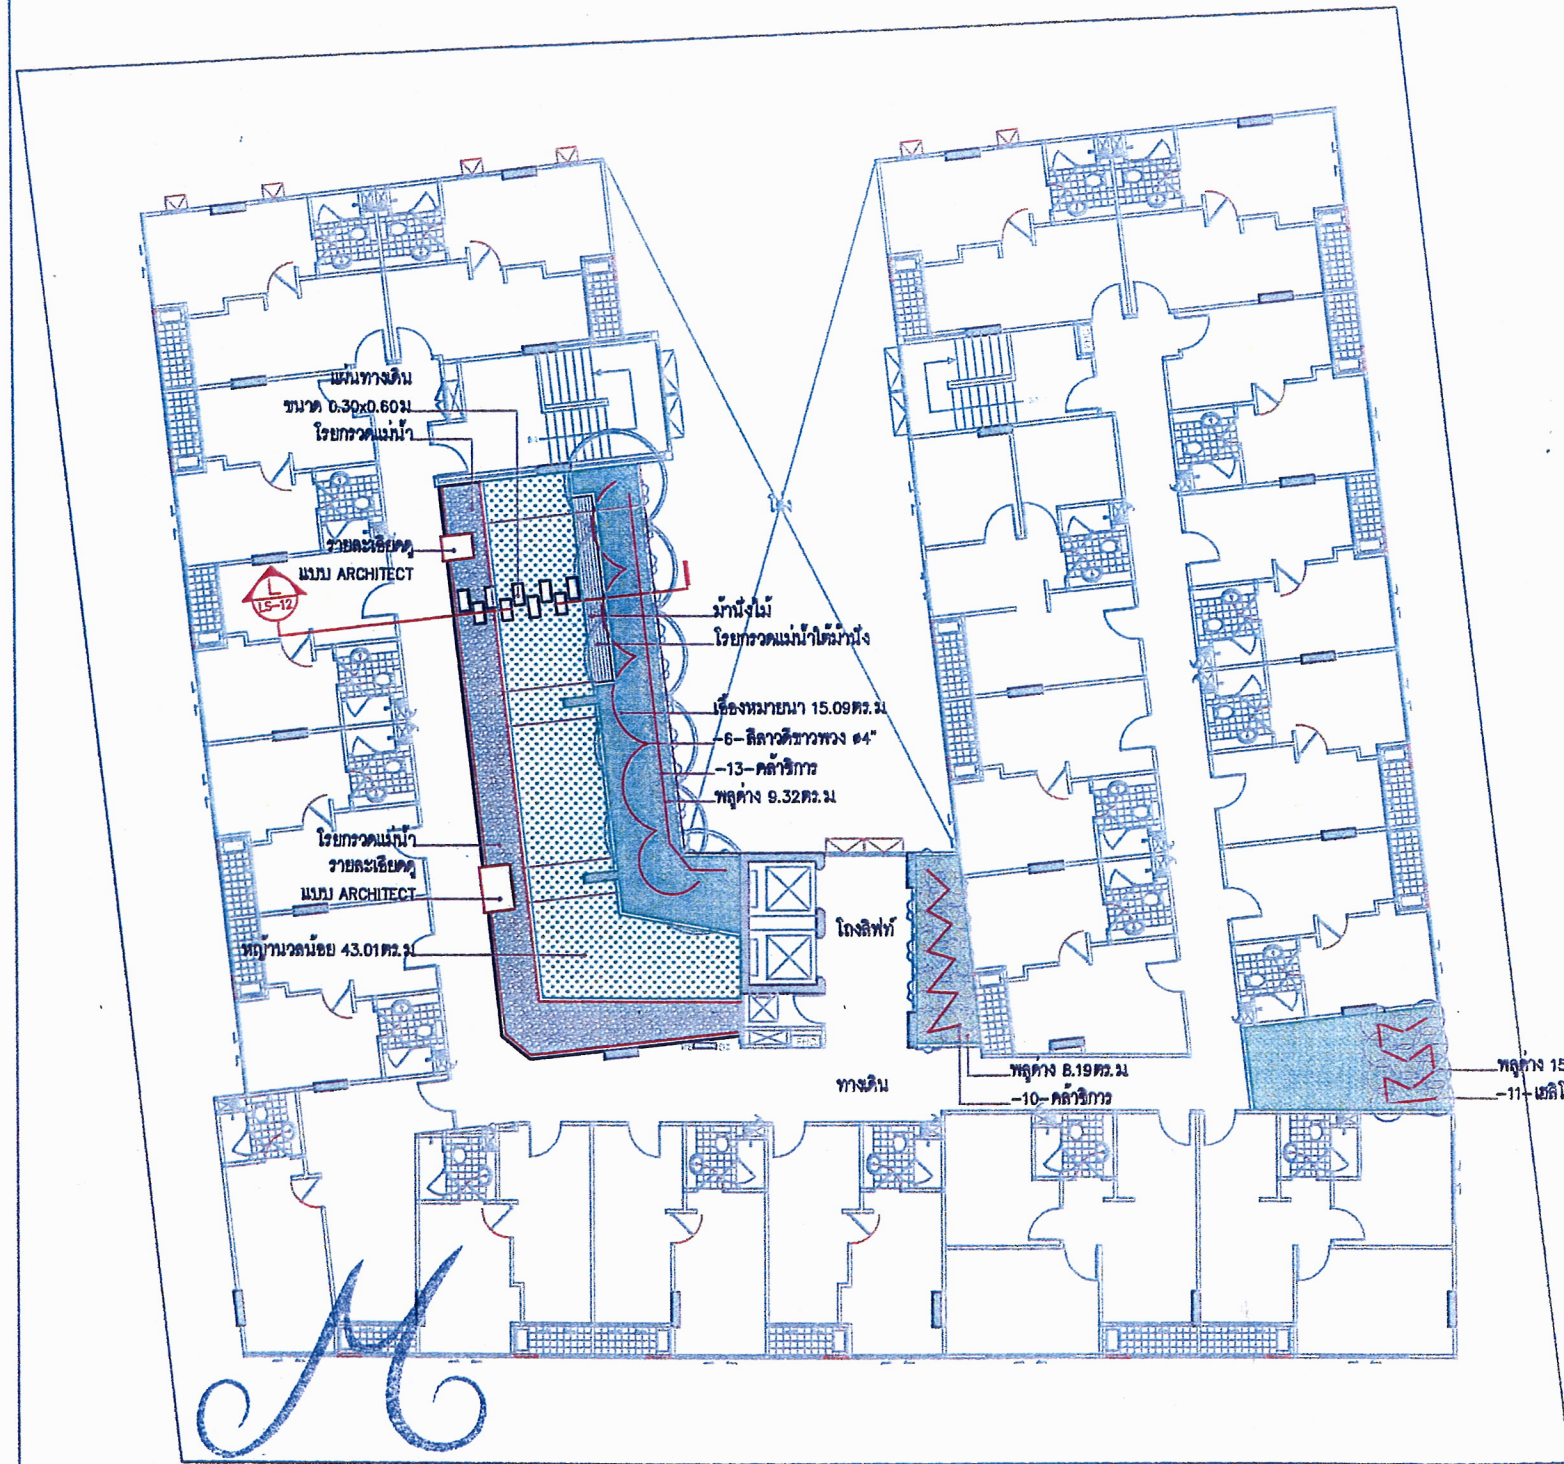 แผ่นทางเดิน
ขนาด 0.30x0.60ม
โรยกรวดแม่น้ำ
รายละเอียดดู
แบบ ARCHITECT
L
LS-12
ม้านั่งไม้
โรยกรวดแม่น้ำใต้ม้านั่ง
เอื้องหมายนา 15.09ตร.ม
-6-ลีลาวดีขาวพวง ø4"
-13-คล้าริการ
พลูด่าง 9.32ตร.ม
โรยกรวดแม่น้ำ
รายละเอียดดู
แบบ ARCHITECT
หญ้านวลน้อย 43.01ตร.ม
โถงลิฟท์
ทางเดิน
พลูด่าง 8.19ตร.ม
-10-คล้าริการ
พลูด่าง 15
-11-เฮลิโ
M